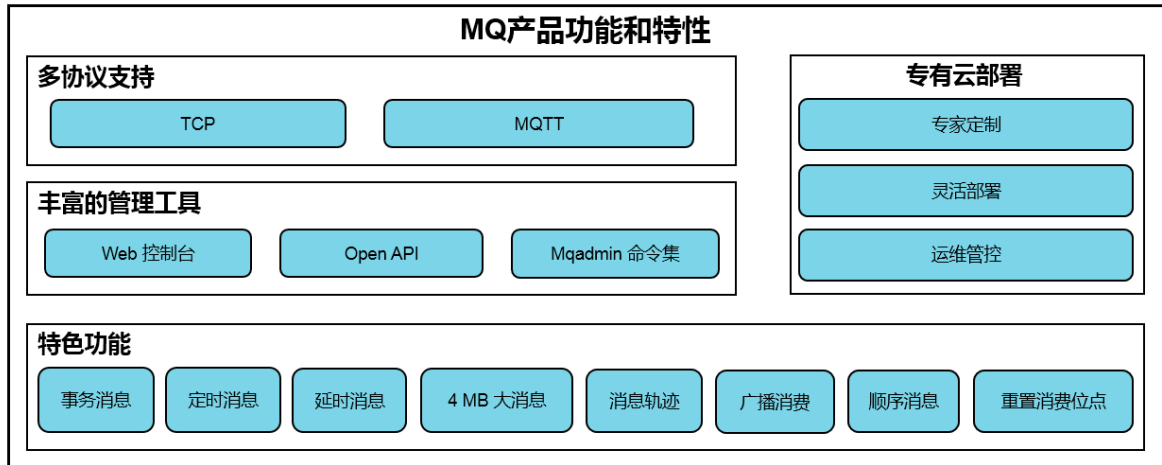 MQ产品功能和特性
多协议支持
TCP
MQTT
丰富的管理工具
Web 控制台
Open API
Mqadmin 命令集
专有云部署
专家定制
灵活部署
运维管控
特色功能
事务消息
定时消息
延时消息
4 MB 大消息
消息轨迹
广播消费
顺序消息
重置消费位点